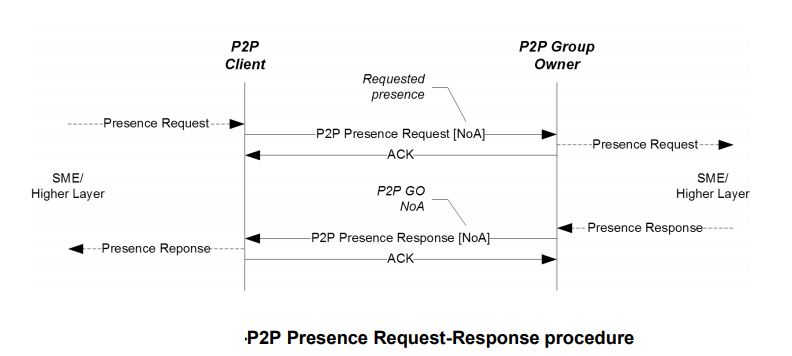 P2P
Client
P2P Group
Owner
Requested
presence
Presence Request
P2P Presence Request [NoA]
Presence Request
ACK
SME/
Higher Layer
SME/
Higher Layer
P2P GO
NoA
Presence Response
P2P Presence Response [NoA]
Presence Reponse
ACK
-P2P Presence Request-Response procedure